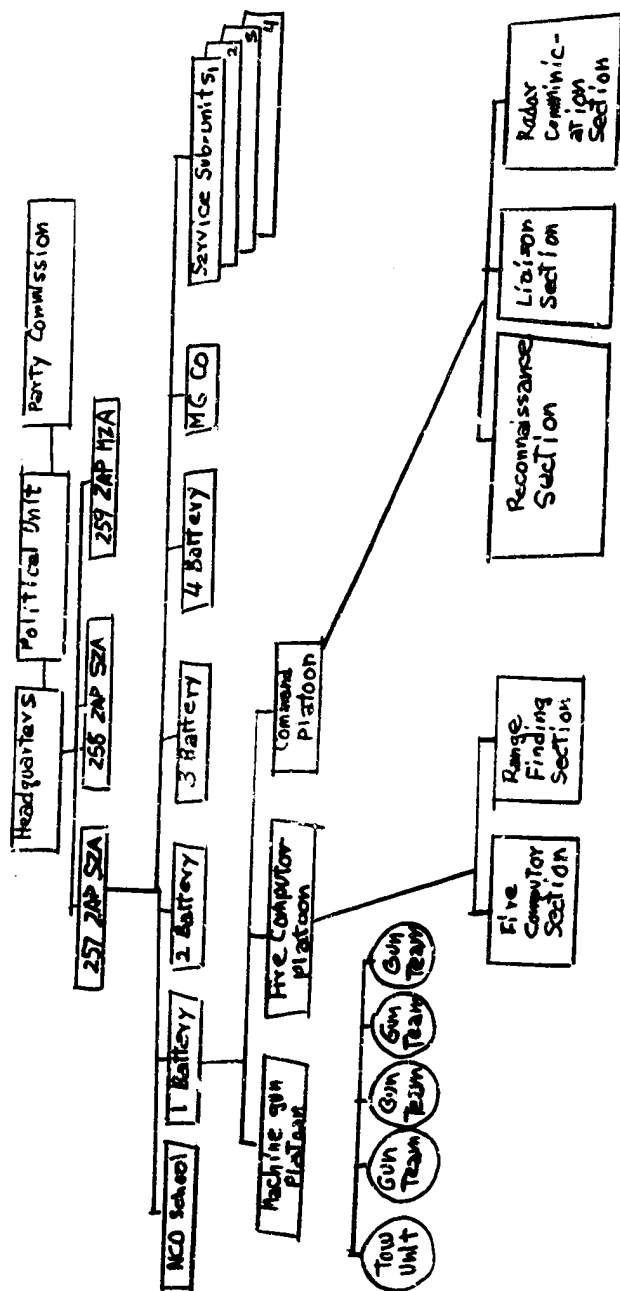 Headquarters
Political Unit
Party Commission
257 ZAP SZA
258 ZAP SZA
259 ZAP MZA
NCO School
1 Battery
2 Battery
3 Battery
4 Battery
MG CO
Service Sub-units 1
2
3
4
Machine gun
Platoon
Fire Computor
Platoon
Command
Platoon
Tow
Unit
Gun
Team
Gun
Team
Gun
Team
Gun
Team
Fire
Computor
Section
Range
Finding
Section
Reconnaissance
Section
Liaison
Section
Radar
Comminic-
ation
Section